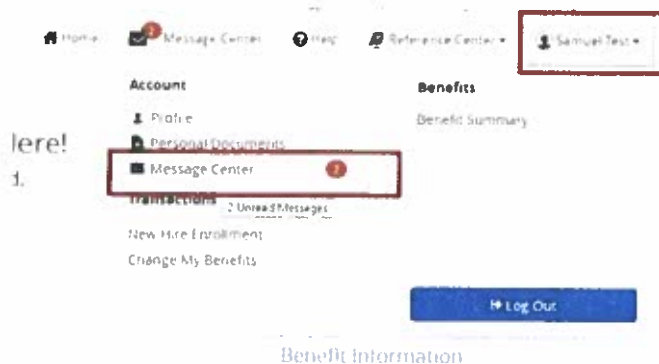 Home 2 Message Center Help Reference Center Samuel Test
Account
Benefits
Profile
Benefit Summary
Personal Documents
lere!
Message Center 2
d.
Transactions
2 Unread Messages
New Hire Enrollment
Change My Benefits
Log Out
Benefit Information